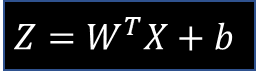 Z = W^T X + b